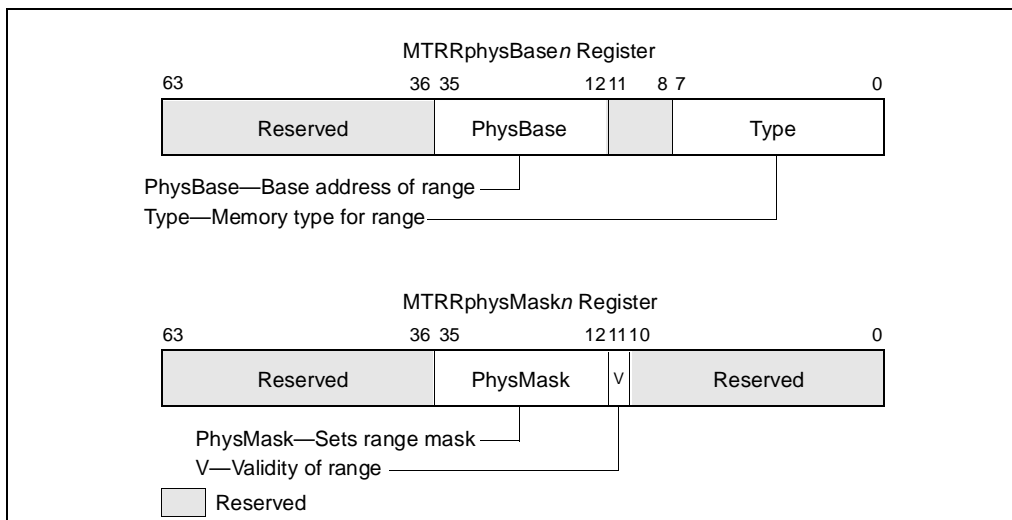 MTRRphysBasen Register
63 36 35 12 11 8 7 0
Reserved PhysBase Type
PhysBase—Base address of range
Type—Memory type for range
MTRRphysMaskn Register
63 36 35 12 11 10 0
Reserved PhysMask V Reserved
PhysMask—Sets range mask
V—Validity of range
Reserved